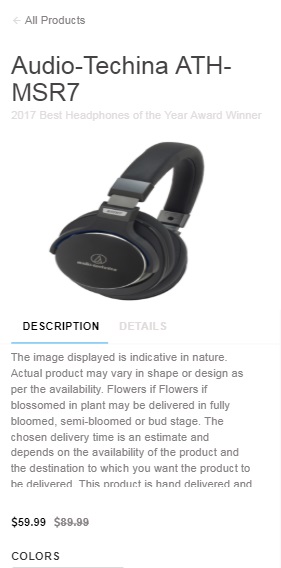 ← All Products
Audio-Techina ATH-
MSR7
2017 Best Headphones of the Year Award Winner
audio-technica
DESCRIPTION DETAILS
The image displayed is indicative in nature.
Actual product may vary in shape or design as
per the availability. Flowers if Flowers if
blossomed in plant may be delivered in fully
bloomed, semi-bloomed or bud stage. The
chosen delivery time is an estimate and
depends on the availability of the product and
the destination to which you want the product to
be delivered. This product is hand delivered and
$59.99 $89.99
COLORS